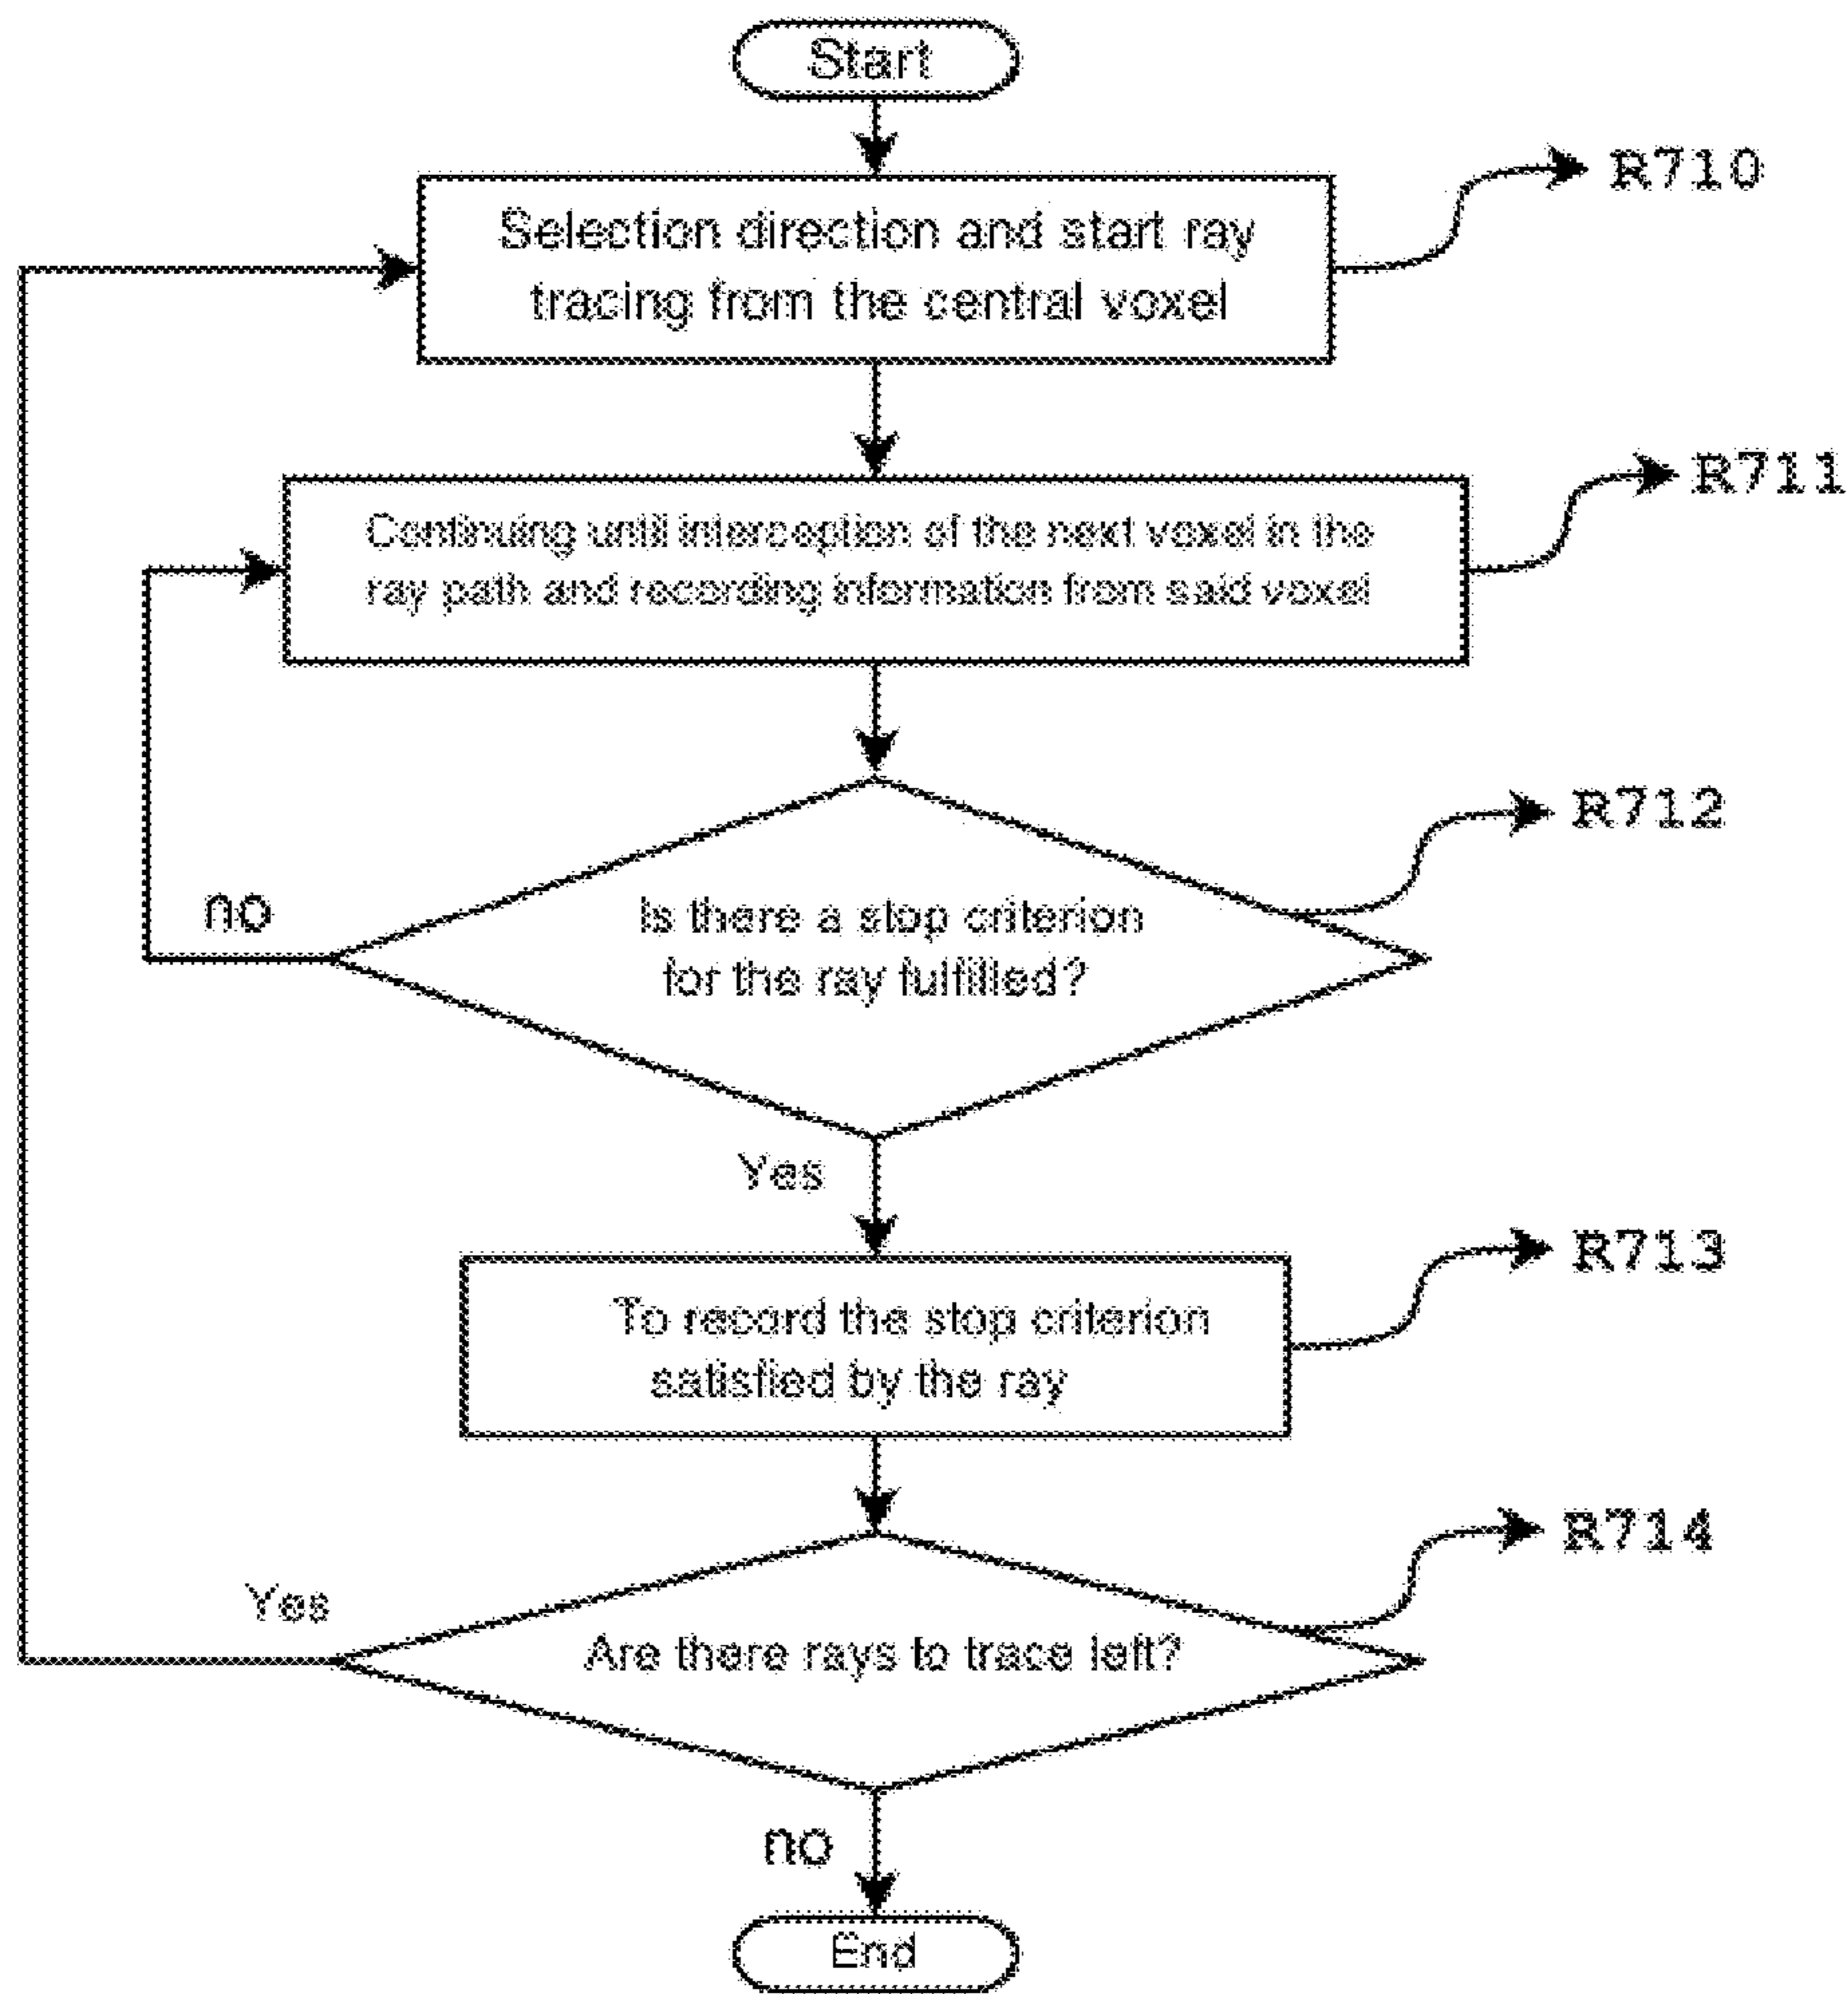 Start
R710
Selection direction and start ray
tracing from the central voxel
R711
Continuing until interception of the next voxel in the
ray path and recording information from said voxel
R712
no
Is there a stop criterion
for the ray fulfilled?
Yes
R713
To record the stop criterion
satisfied by the ray
R714
Yes
Are there rays to trace left?
no
End